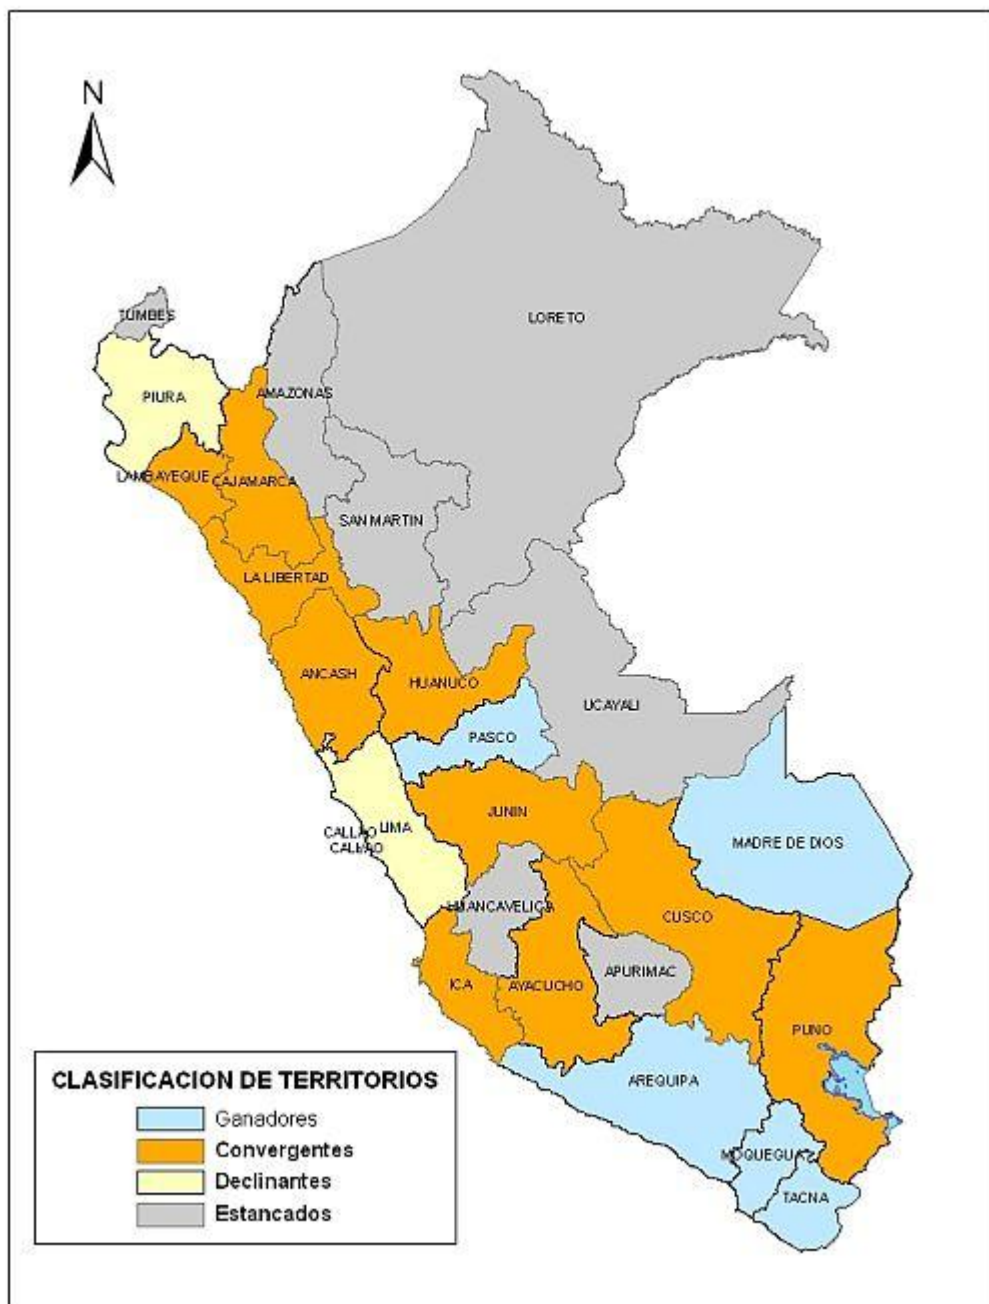 N
LORETO
TUMBES
PIURA
AMAZONAS
LAMBAYEQUE
CAJAMARCA
SAN MARTIN
LA LIBERTAD
ANCASH
HUANUCO
UCAYALI
PASCO
JUNIN
LIMA
CALLAO
CALLAO
MADRE DE DIOS
HUANCAVELICA
CUSCO
APURIMAC
ICA
AYACUCHO
PUNO
AREQUIPA
MOQUEGUA
TACNA
CLASIFICACION DE TERRITORIOS
Ganadores
Convergentes
Declinantes
Estancados